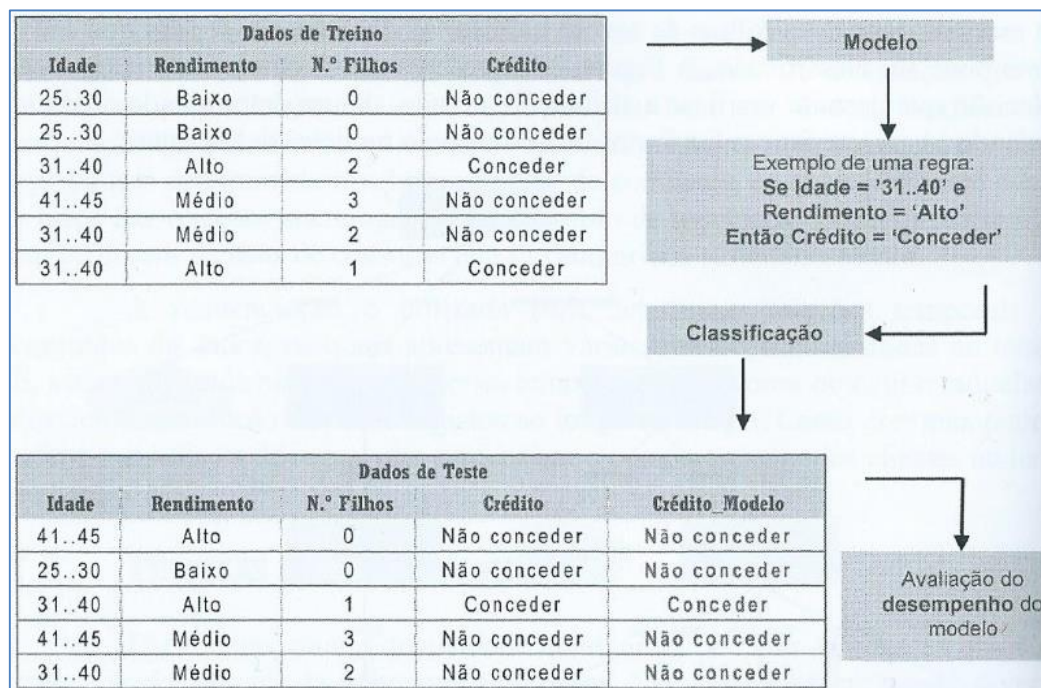 Dados de Treino
Idade Rendimento N.º Filhos Crédito
25..30 Baixo 0 Não conceder
25..30 Baixo 0 Não conceder
31..40 Alto 2 Conceder
41..45 Médio 3 Não conceder
31..40 Médio 2 Não conceder
31..40 Alto 1 Conceder
Modelo
Exemplo de uma regra:
Se Idade = '31..40' e
Rendimento = 'Alto'
Então Crédito = 'Conceder'
Classificação
Dados de Teste
Idade Rendimento N.º Filhos Crédito Crédito_Modelo
41..45 Alto 0 Não conceder Não conceder
25..30 Baixo 0 Não conceder Não conceder
31..40 Alto 1 Conceder Conceder
41..45 Médio 3 Não conceder Não conceder
31..40 Médio 2 Não conceder Não conceder
Avaliação do
desempenho do
modelo